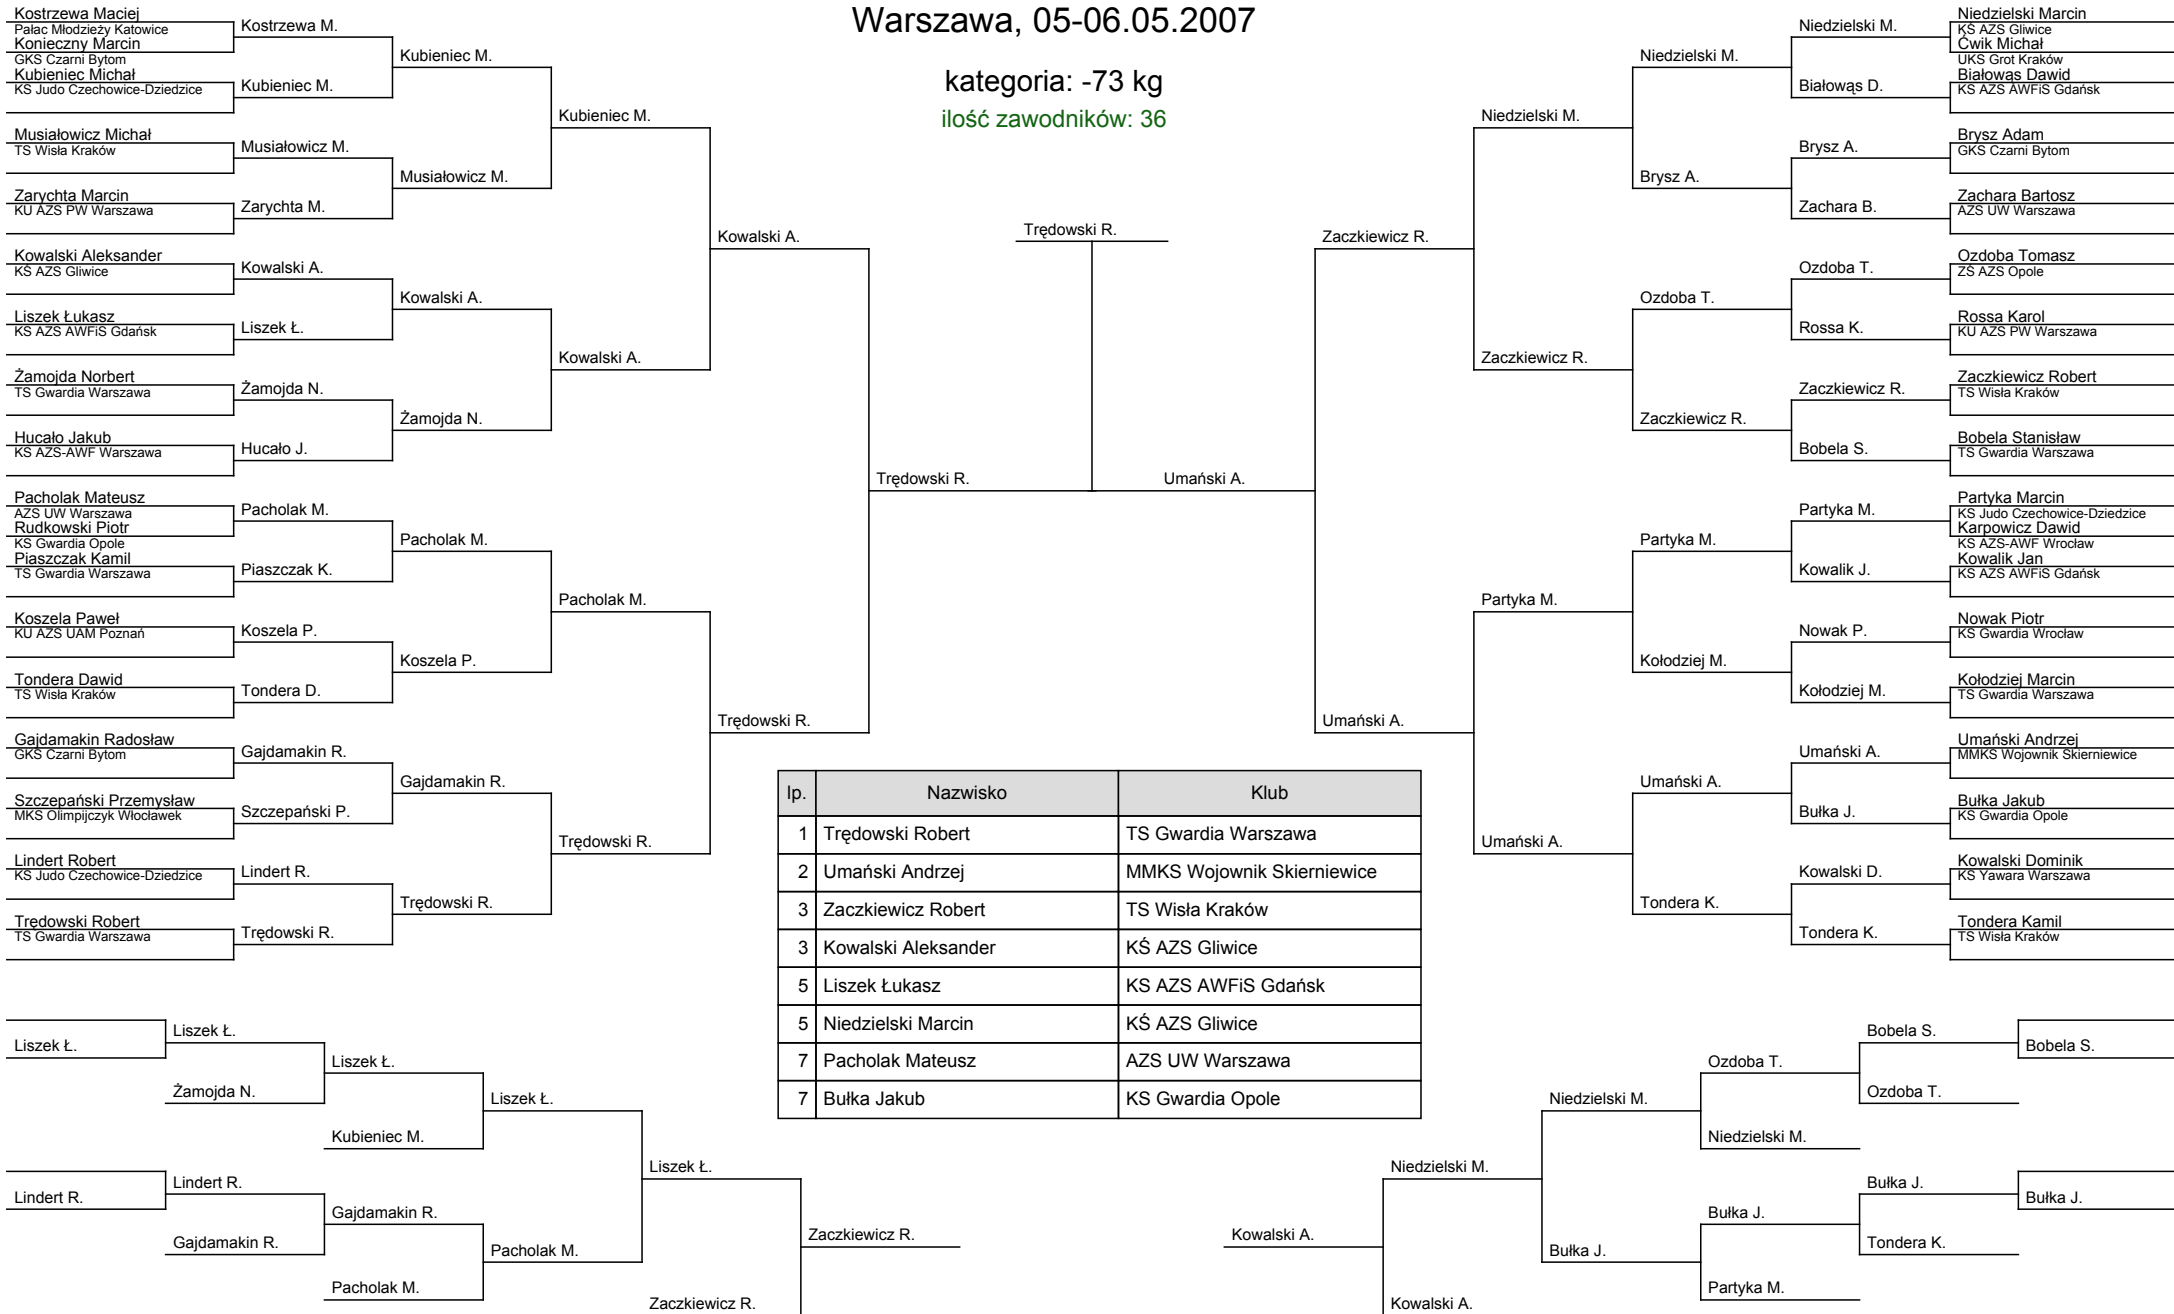 Warszawa, 05-06.05.2007
kategoria: -73 kg
ilość zawodników: 36
Kostrzewa Maciej
Pałac Młodzieży Katowice
Konieczny Marcin
GKS Czarni Bytom
Kubieniec Michał
KS Judo Czechowice-Dziedzice
Musiałowicz Michał
TS Wisła Kraków
Zarychta Marcin
KU AZS PW Warszawa
Kowalski Aleksander
KŚ AZS Gliwice
Liszek Łukasz
KS AZS AWFiS Gdańsk
Żamojda Norbert
TS Gwardia Warszawa
Hucało Jakub
KS AZS-AWF Warszawa
Pacholak Mateusz
AZS UW Warszawa
Rudkowski Piotr
KS Gwardia Opole
Piaszczak Kamil
TS Gwardia Warszawa
Koszela Paweł
KU AZS UAM Poznań
Tondera Dawid
TS Wisła Kraków
Gajdamakin Radosław
GKS Czarni Bytom
Szczepański Przemysław
MKS Olimpijczyk Włocławek
Lindert Robert
KS Judo Czechowice-Dziedzice
Trędowski Robert
TS Gwardia Warszawa
Kostrzewa M.
Kubieniec M.
Musiałowicz M.
Zarychta M.
Kowalski A.
Liszek Ł.
Żamojda N.
Hucało J.
Pacholak M.
Piaszczak K.
Koszela P.
Tondera D.
Gajdamakin R.
Szczepański P.
Lindert R.
Trędowski R.
Kubieniec M.
Musiałowicz M.
Kowalski A.
Żamojda N.
Pacholak M.
Koszela P.
Gajdamakin R.
Trędowski R.
Kubieniec M.
Kowalski A.
Pacholak M.
Trędowski R.
Kowalski A.
Trędowski R.
Trędowski R.
Trędowski R.
Umański A.
Zaczkiewicz R.
Umański A.
Niedzielski M.
Zaczkiewicz R.
Partyka M.
Umański A.
Niedzielski M.
Brysz A.
Ozdoba T.
Zaczkiewicz R.
Partyka M.
Kołodziej M.
Umański A.
Tondera K.
Niedzielski M.
Białowąs D.
Brysz A.
Zachara B.
Ozdoba T.
Rossa K.
Zaczkiewicz R.
Bobela S.
Partyka M.
Kowalik J.
Nowak P.
Kołodziej M.
Umański A.
Bułka J.
Kowalski D.
Tondera K.
Niedzielski Marcin
KŚ AZS Gliwice
Ćwik Michał
UKS Grot Kraków
Białowąs Dawid
KS AZS AWFiS Gdańsk
Brysz Adam
GKS Czarni Bytom
Zachara Bartosz
AZS UW Warszawa
Ozdoba Tomasz
ZŚ AZS Opole
Rossa Karol
KU AZS PW Warszawa
Zaczkiewicz Robert
TS Wisła Kraków
Bobela Stanisław
TS Gwardia Warszawa
Partyka Marcin
KS Judo Czechowice-Dziedzice
Karpowicz Dawid
KS AZS-AWF Wrocław
Kowalik Jan
KS AZS AWFiS Gdańsk
Nowak Piotr
KS Gwardia Wrocław
Kołodziej Marcin
TS Gwardia Warszawa
Umański Andrzej
MMKS Wojownik Skierniewice
Bułka Jakub
KS Gwardia Opole
Kowalski Dominik
KS Yawara Warszawa
Tondera Kamil
TS Wisła Kraków
lp. Nazwisko Klub
1 Trędowski Robert TS Gwardia Warszawa
2 Umański Andrzej MMKS Wojownik Skierniewice
3 Zaczkiewicz Robert TS Wisła Kraków
3 Kowalski Aleksander KŚ AZS Gliwice
5 Liszek Łukasz KS AZS AWFiS Gdańsk
5 Niedzielski Marcin KŚ AZS Gliwice
7 Pacholak Mateusz AZS UW Warszawa
7 Bułka Jakub KS Gwardia Opole
Liszek Ł.
Lindert R.
Liszek Ł.
Żamojda N.
Lindert R.
Gajdamakin R.
Liszek Ł.
Kubieniec M.
Gajdamakin R.
Pacholak M.
Liszek Ł.
Pacholak M.
Liszek Ł.
Zaczkiewicz R.
Zaczkiewicz R.
Kowalski A.
Niedzielski M.
Kowalski A.
Niedzielski M.
Bułka J.
Ozdoba T.
Niedzielski M.
Bułka J.
Partyka M.
Bobela S.
Ozdoba T.
Bułka J.
Tondera K.
Bobela S.
Bułka J.